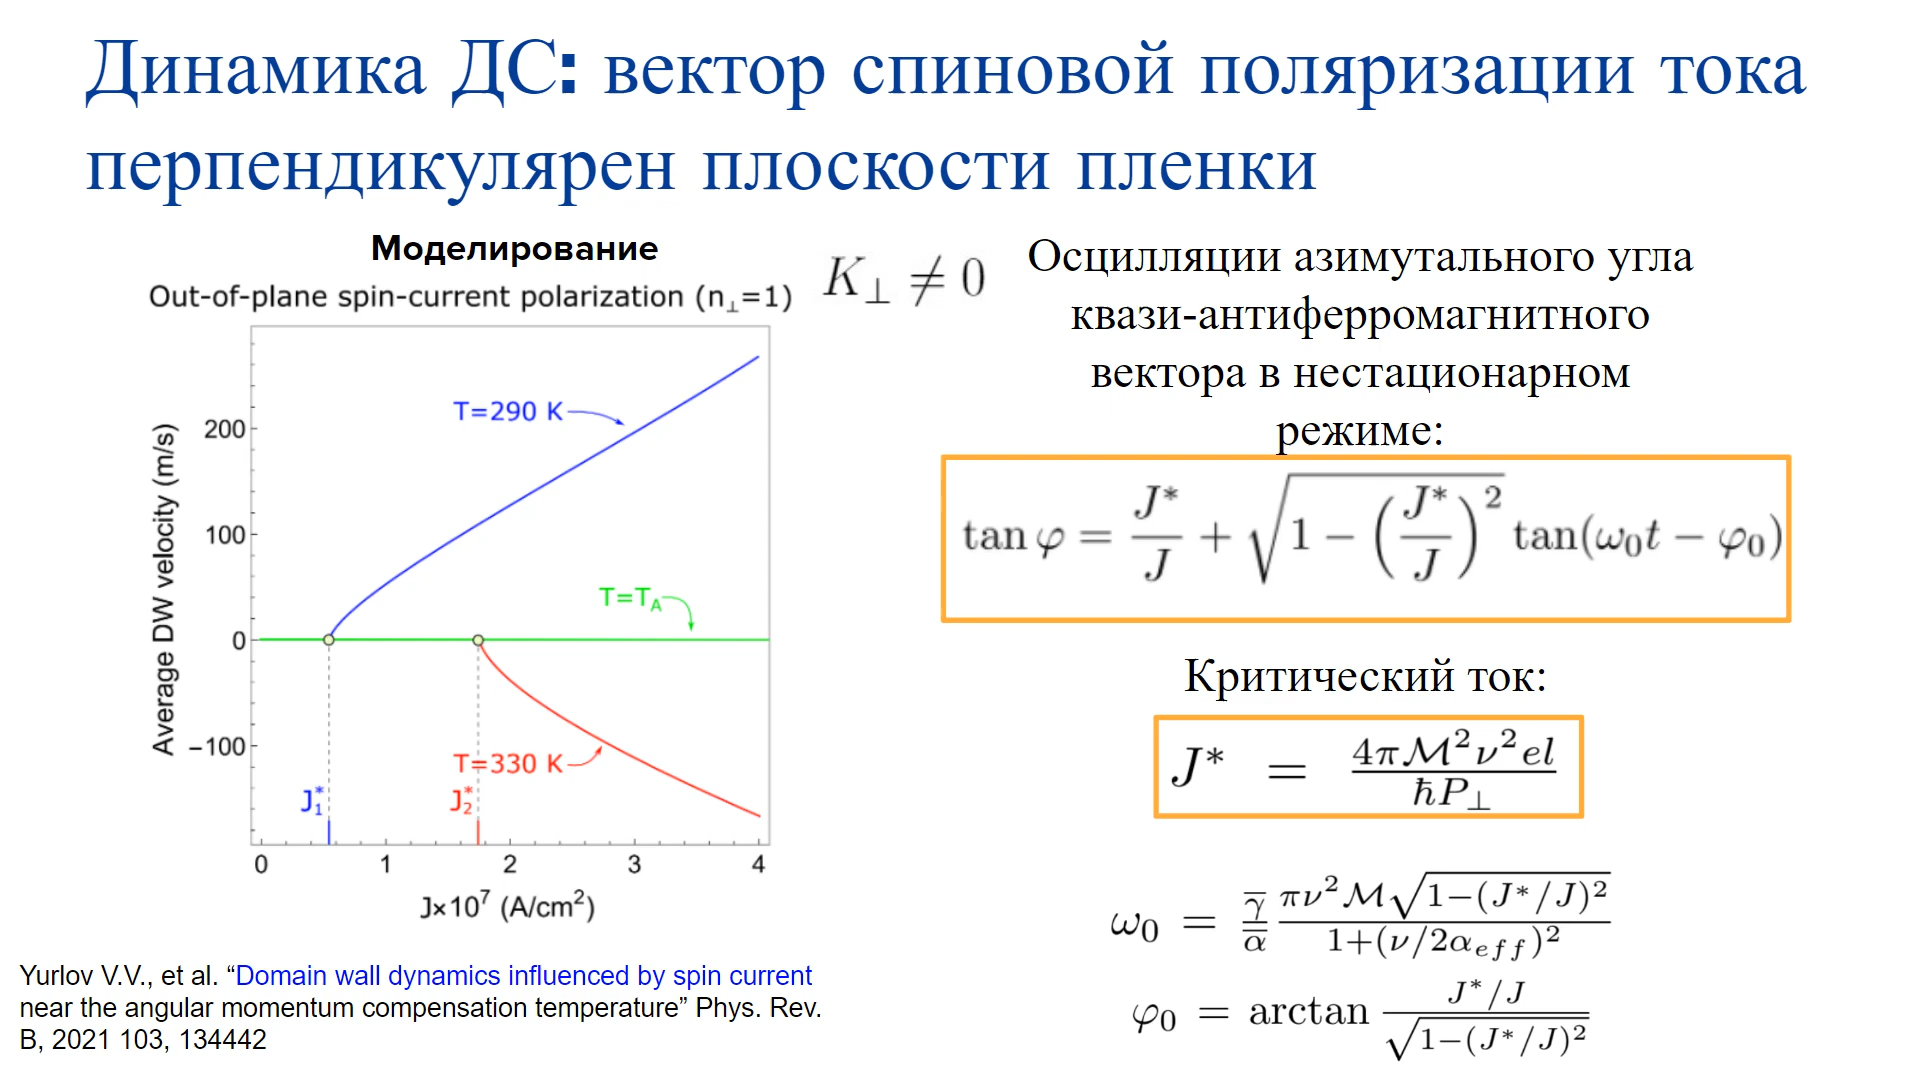 Динамика ДС: вектор спиновой поляризации тока
перпендикулярен плоскости пленки
Моделирование
Out-of-plane spin-current polarization (n⊥=1)
K⊥ ≠ 0
Average DW velocity (m/s)
200
100
0
−100
T=290 K
T=T_A
T=330 K
J₁*
J₂*
0 1 2 3 4
J×10⁷ (A/cm²)
Yurlov V.V., et al. “Domain wall dynamics influenced by spin current
near the angular momentum compensation temperature” Phys. Rev.
B, 2021 103, 134442
Осцилляции азимутального угла
квази-антиферромагнитного
вектора в нестационарном
режиме:
tan φ = J*/J + √(1 − (J*/J)²) tan(ω₀t − φ₀)
Критический ток:
J* = 4πM²ν²el / ħP⊥
ω₀ = (γ̅/α̅) πν²M√(1−(J*/J)²) / 1+(ν/2α_eff)²
φ₀ = arctan (J*/J) / √(1−(J*/J)²)